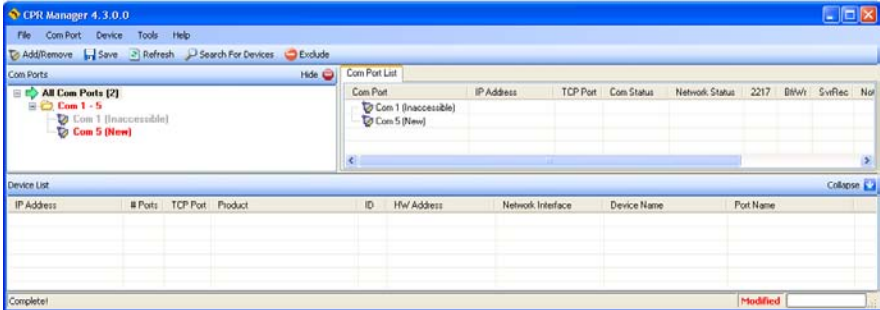 CPR Manager 4.3.0.0
File Com Port Device Tools Help
Add/Remove Save Refresh Search For Devices Exclude
Com Ports Hide
All Com Ports [2]
Com 1 - 5
Com 1 (Inaccessible)
Com 5 (New)
Com Port List
Com Port IP Address TCP Port Com Status Network Status 2217 BfWr SvrRec
Com 1 (Inaccessible)
Com 5 (New)
Device List Collapse
IP Address # Ports TCP Port Product ID HW Address Network Interface Device Name Port Name
Complete! Modified